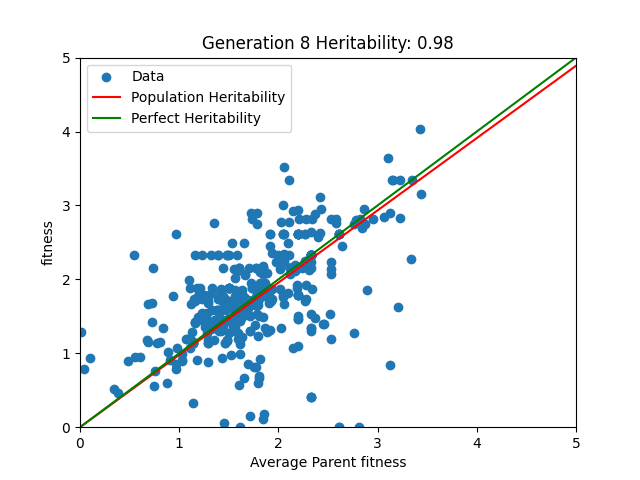 Generation 8 Heritability: 0.98
Data
Population Heritability
Perfect Heritability
fitness
5
4
3
2
1
0
0 1 2 3 4 5
Average Parent fitness